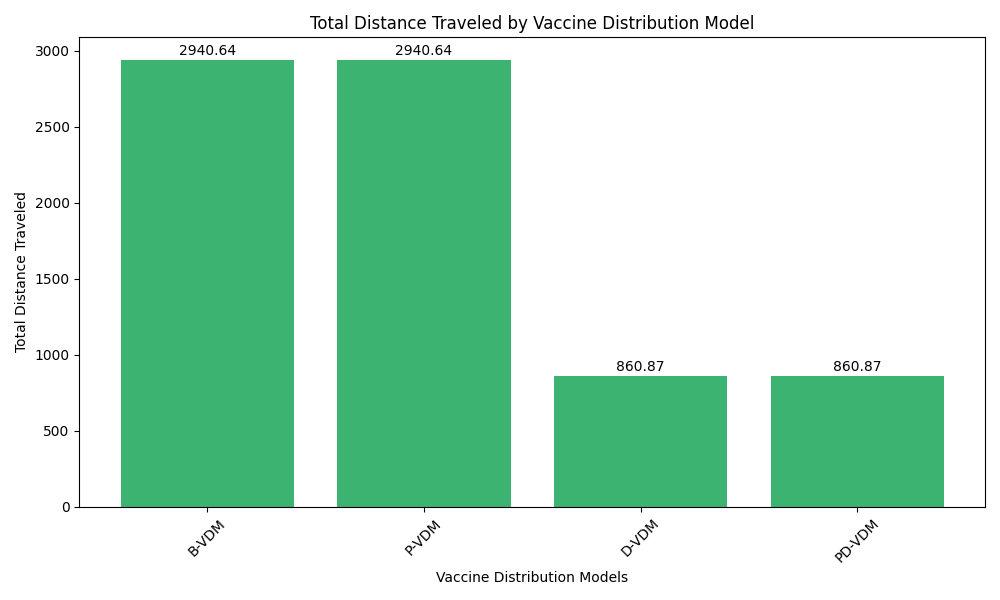 Total Distance Traveled by Vaccine Distribution Model
Total Distance Traveled
3000
2500
2000
1500
1000
500
0
2940.64
2940.64
860.87
860.87
B-VDM
P-VDM
D-VDM
PD-VDM
Vaccine Distribution Models